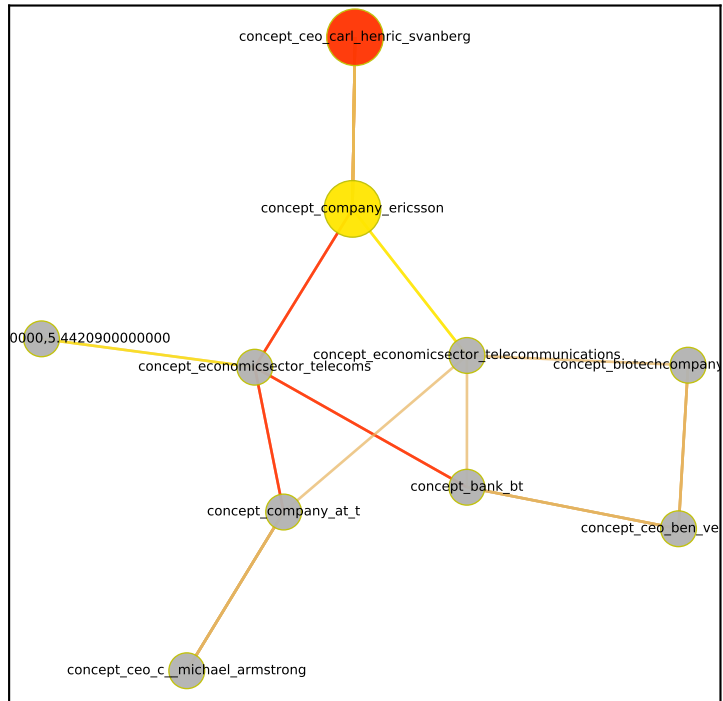 concept_ceo_carl_henric_svanberg
concept_company_ericsson
0000,5.4420900000000
concept_economicsector_telecommunications
concept_economicsector_telecoms
concept_biotechcompany
concept_bank_bt
concept_company_at_t
concept_ceo_ben_ve
concept_ceo_c__michael_armstrong